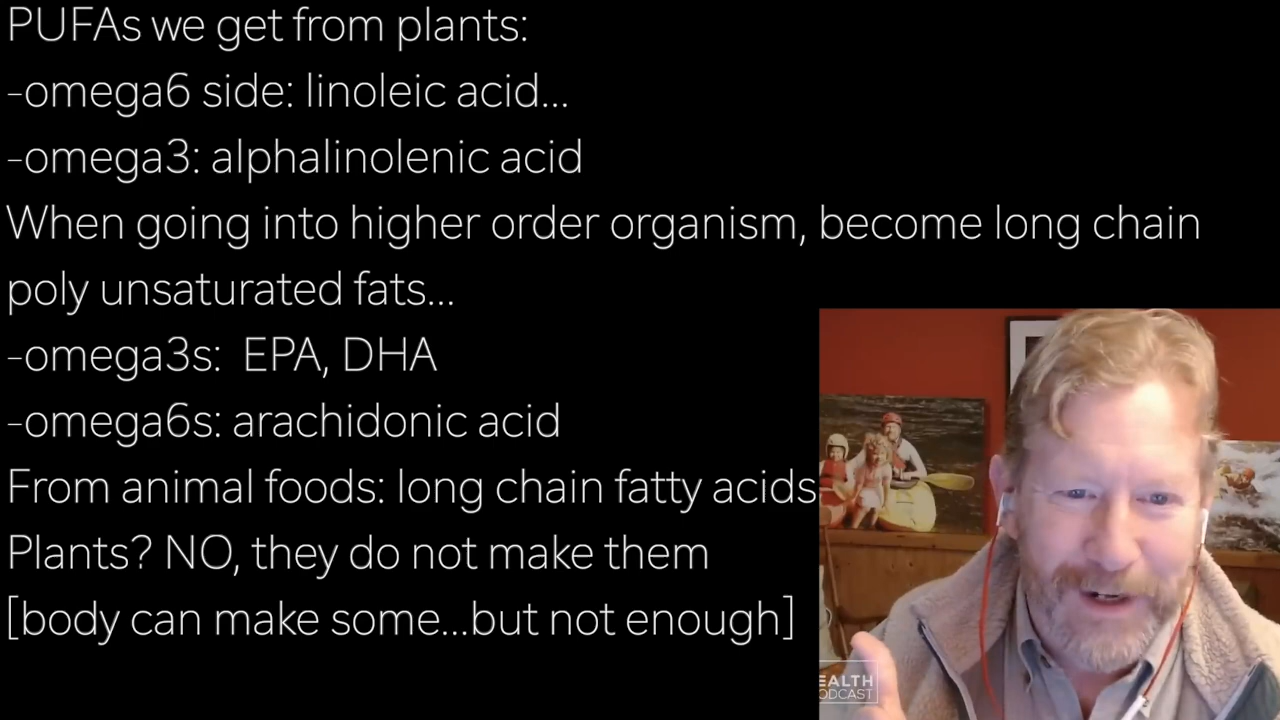 PUFAs we get from plants:
-omega6 side: linoleic acid...
-omega3: alphalinolenic acid
When going into higher order organism, become long chain
poly unsaturated fats...
-omega3s:  EPA, DHA
-omega6s: arachidonic acid
From animal foods: long chain fatty acids
Plants? NO, they do not make them
[body can make some...but not enough]
EALTH
ODCAST